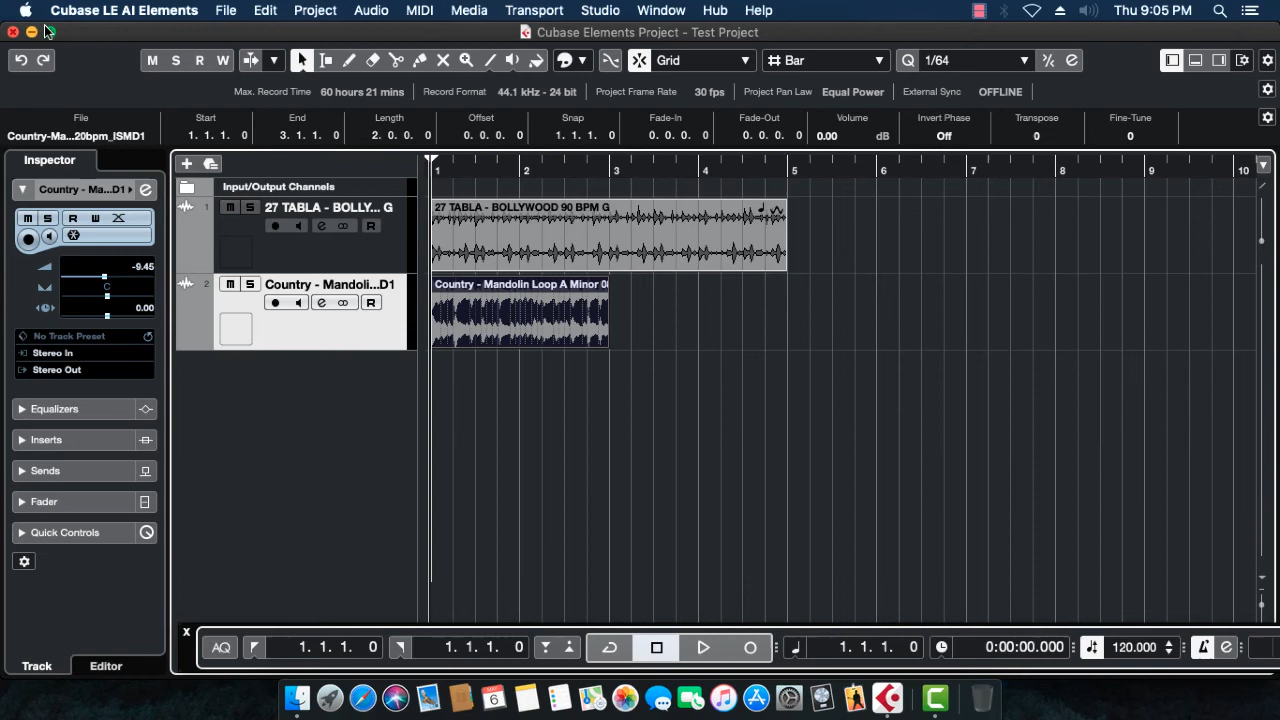 Cubase LE AI Elements File Edit Project Audio MIDI Media Transport Studio Window Hub Help Thu 9:05 PM
Cubase Elements Project - Test Project
M S R W Grid Bar Q 1/64
Max. Record Time 60 hours 21 mins Record Format 44.1 kHz - 24 bit Project Frame Rate 30 fps Project Pan Law Equal Power External Sync OFFLINE
File Start End Length Offset Snap Fade-In Fade-Out Volume Invert Phase Transpose Fine-Tune
Country-Ma...20bpm_ISMD1 1. 1. 1. 0 3. 1. 1. 0 2. 0. 0. 0 0. 0. 0. 0 1. 1. 1. 0 0. 0. 0. 0 0. 0. 0. 0 0.00 dB Off 0 0
Inspector
1 2 3 4 5 6 7 8 9 10
Country - Ma...D1 e
Input/Output Channels
m S R W
1 m S 27 TABLA - BOLLY... G
e R
27 TABLA - BOLLYWOOD 90 BPM G
-9.45
C
0.00
2 m S Country - Mandoli...D1
e R
Country - Mandolin Loop A Minor
No Track Preset
Stereo In
Stereo Out
Equalizers
Inserts
Sends
Fader
Quick Controls
X
AQ 1. 1. 1. 0 1. 1. 1. 0 1. 1. 1. 0 0:00:00.000 120.000 e
Track Editor
6